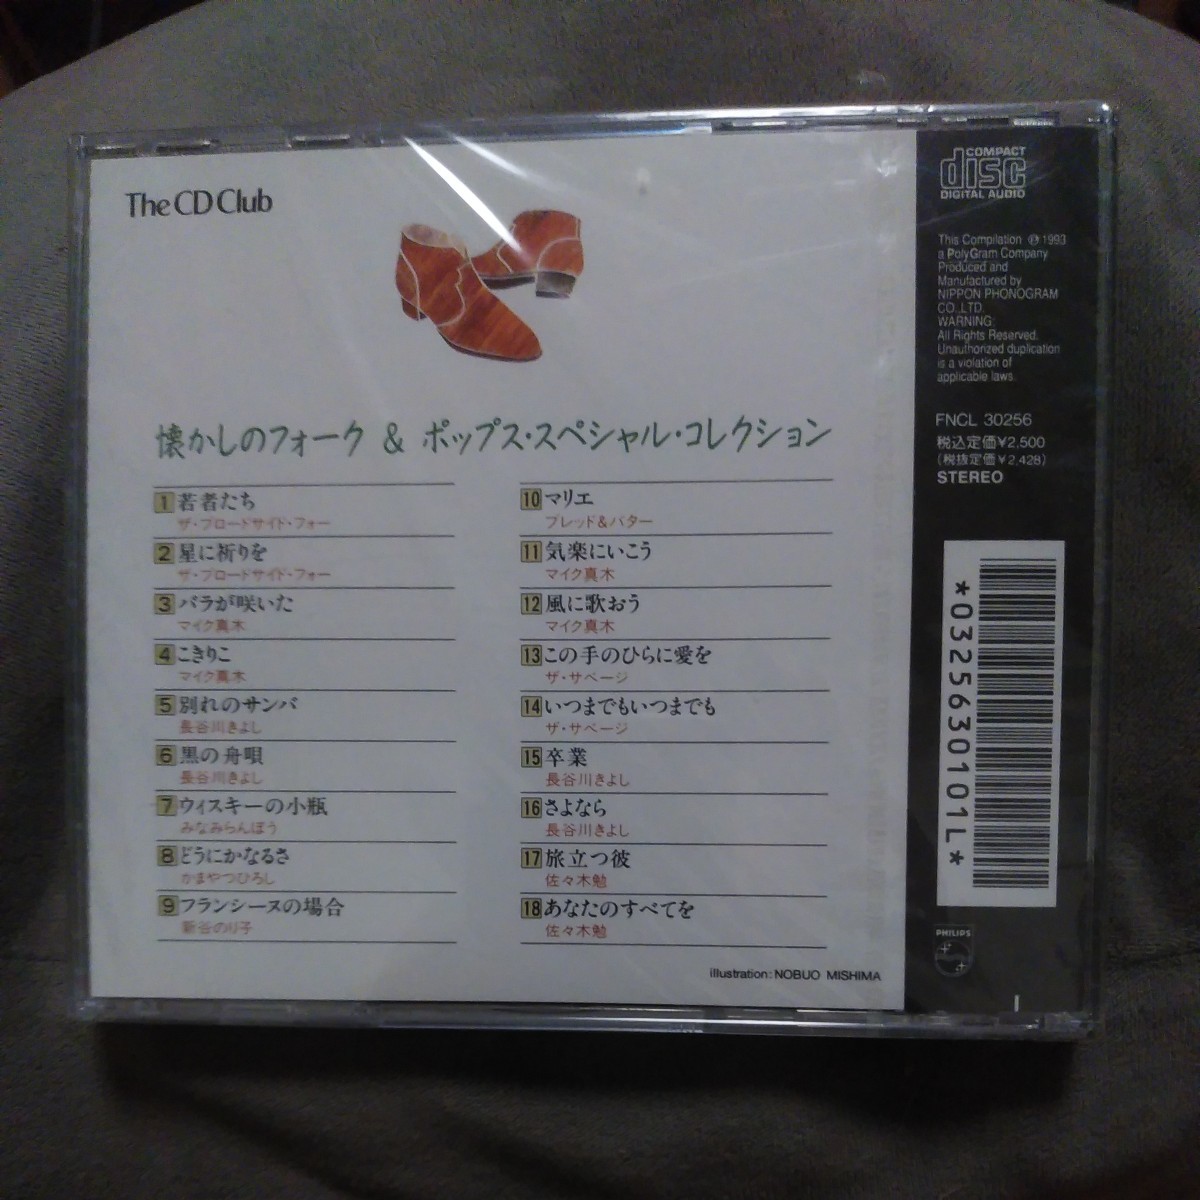 The CD Club
懐かしのフォーク & ポップス・スペシャル・コレクション
1 若者たち
ザ・ブロードサイド・フォー
2 星に祈りを
ザ・ブロードサイド・フォー
3 バラが咲いた
マイク真木
4 こきりこ
マイク真木
5 別れのサンバ
長谷川きよし
6 黒の舟唄
長谷川きよし
7 ウィスキーの小瓶
みなみらんぼう
8 どうにかなるさ
かまやつひろし
9 フランシーヌの場合
新谷のり子
10 マリエ
ブレッド&バター
11 気楽にいこう
マイク真木
12 風に歌おう
マイク真木
13 この手のひらに愛を
ザ・サベージ
14 いつまでもいつまでも
ザ・サベージ
15 卒業
長谷川きよし
16 さよなら
長谷川きよし
17 旅立つ彼
佐々木勉
18 あなたのすべてを
佐々木勉
illustration: NOBUO MISHIMA
COMPACT
disc
DIGITAL AUDIO
This Compilation Ⓟ 1993
a PolyGram Company
Produced and
Manufactured by
NIPPON PHONOGRAM
CO.,LTD.
WARNING:
All Rights Reserved.
Unauthorized duplication
is a violation of
applicable laws.
FNCL 30256
税込定価¥2,500
(税抜定価¥2,428)
STEREO
*0325630101L*
PHILIPS